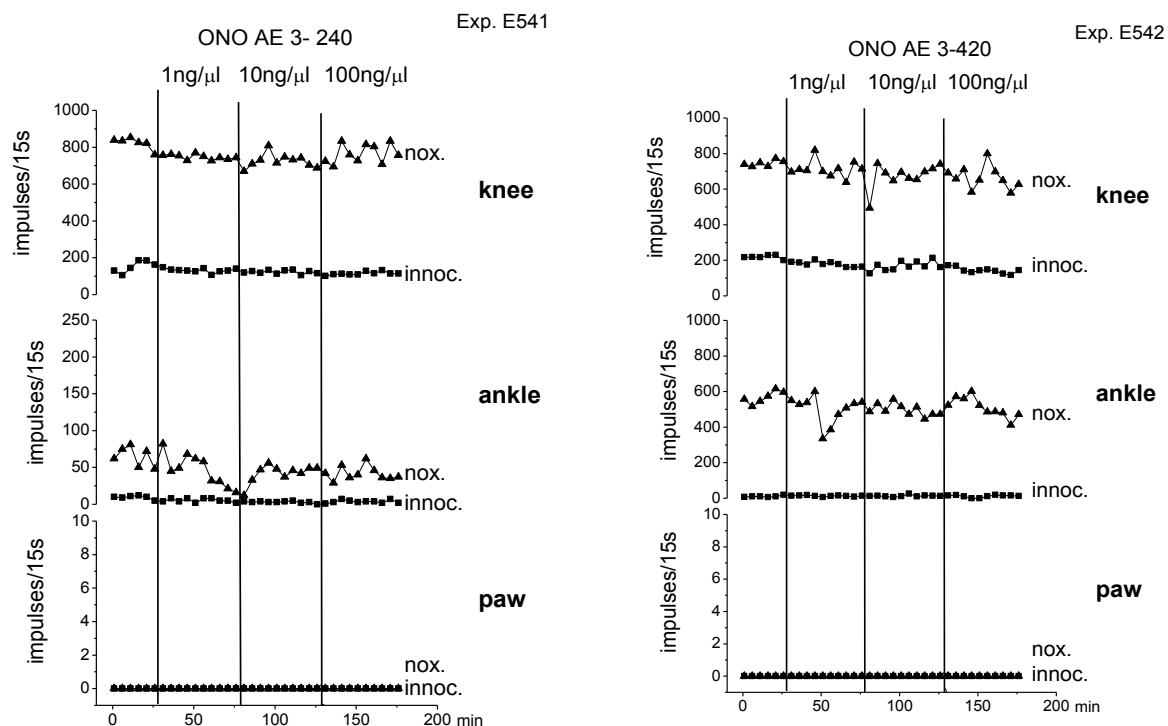 Exp. E541
ONO AE 3- 240
1ng/μl 10ng/μl 100ng/μl
1000
800
600
400
200
0
impulses/15s
nox.
knee
innoc.
250
200
150
100
50
0
impulses/15s
ankle
nox.
innoc.
10
8
6
4
2
0
impulses/15s
paw
nox.
innoc.
0 50 100 150 200 min
Exp. E542
ONO AE 3-420
1ng/μl 10ng/μl 100ng/μl
1000
800
600
400
200
0
impulses/15s
nox.
knee
innoc.
1000
800
600
400
200
0
impulses/15s
ankle
nox.
innoc.
10
8
6
4
2
0
impulses/15s
paw
nox.
innoc.
0 50 100 150 200 min